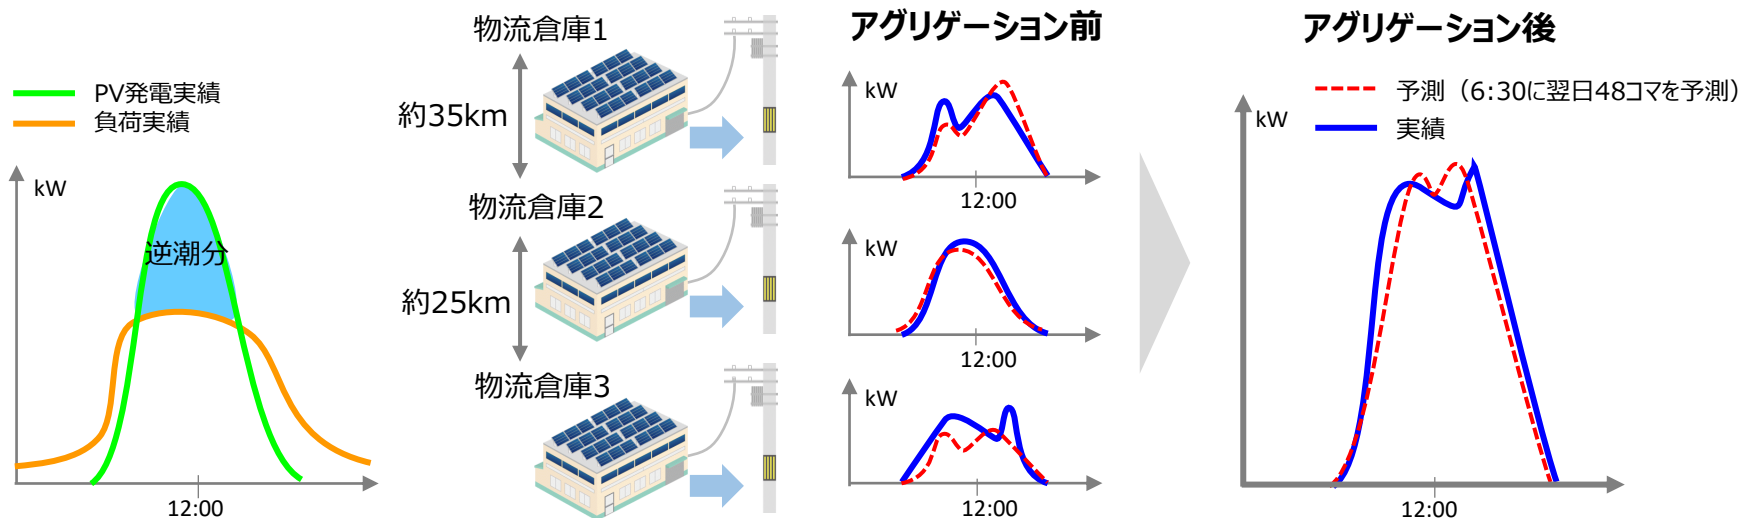 PV発電実績
負荷実績
kW
逆潮分
12:00
物流倉庫1
約35km
物流倉庫2
約25km
物流倉庫3
アグリゲーション前
kW
12:00
kW
12:00
kW
12:00
アグリゲーション後
予測（6:30に翌日48コマを予測）
実績
kW
12:00